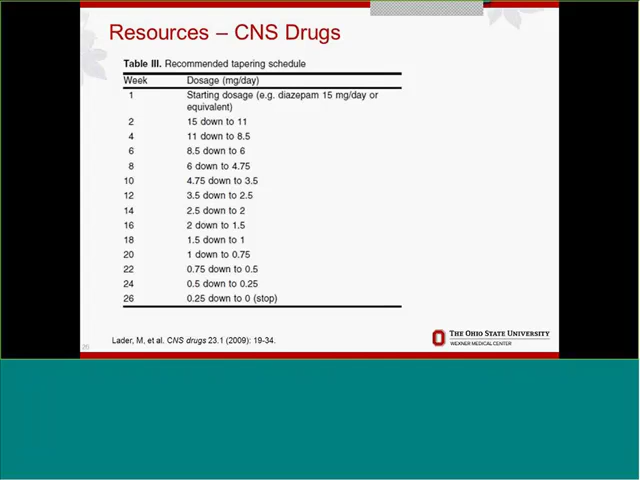 Resources – CNS Drugs
Table III. Recommended tapering schedule
Week Dosage (mg/day)
1 Starting dosage (e.g. diazepam 15 mg/day or
equivalent)
2 15 down to 11
4 11 down to 8.5
6 8.5 down to 6
8 6 down to 4.75
10 4.75 down to 3.5
12 3.5 down to 2.5
14 2.5 down to 2
16 2 down to 1.5
18 1.5 down to 1
20 1 down to 0.75
22 0.75 down to 0.5
24 0.5 down to 0.25
26 0.25 down to 0 (stop)
Lader, M, et al. CNS drugs 23.1 (2009): 19-34.
THE OHIO STATE UNIVERSITY
WEXNER MEDICAL CENTER
20